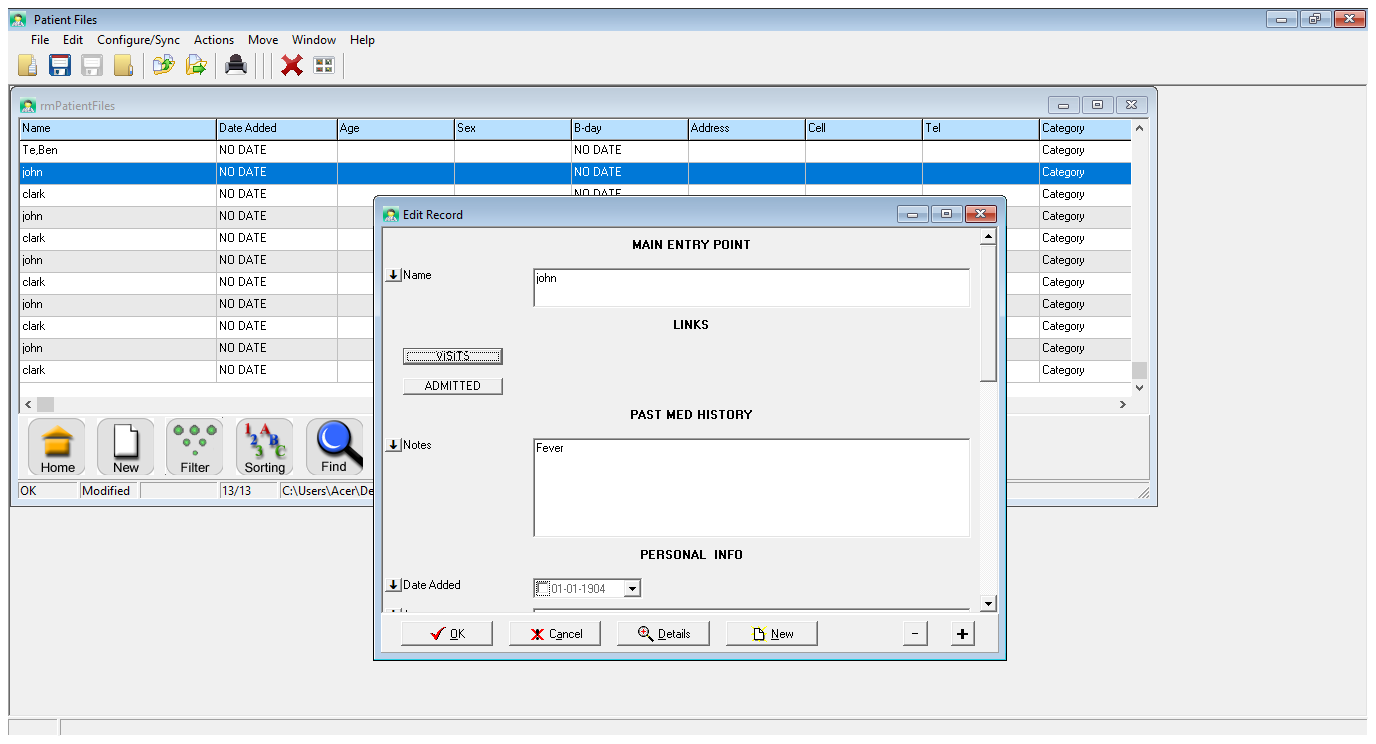 Patient Files
File Edit Configure/Sync Actions Move Window Help
rmPatientFiles
Name Date Added Age Sex B-day Address Cell Tel Category
Te,Ben NO DATE NO DATE Category
john NO DATE NO DATE Category
clark NO DATE NO DATE Category
john NO DATE Category
clark NO DATE Category
john NO DATE Category
clark NO DATE Category
john NO DATE Category
clark NO DATE Category
john NO DATE Category
clark NO DATE Category
Home New Filter Sorting Find
OK Modified 13/13 C:\Users\Acer\De
Edit Record
MAIN ENTRY POINT
Name john
LINKS
VISITS
ADMITTED
PAST MED HISTORY
Notes Fever
PERSONAL INFO
Date Added 01-01-1904
OK Cancel Details New - +